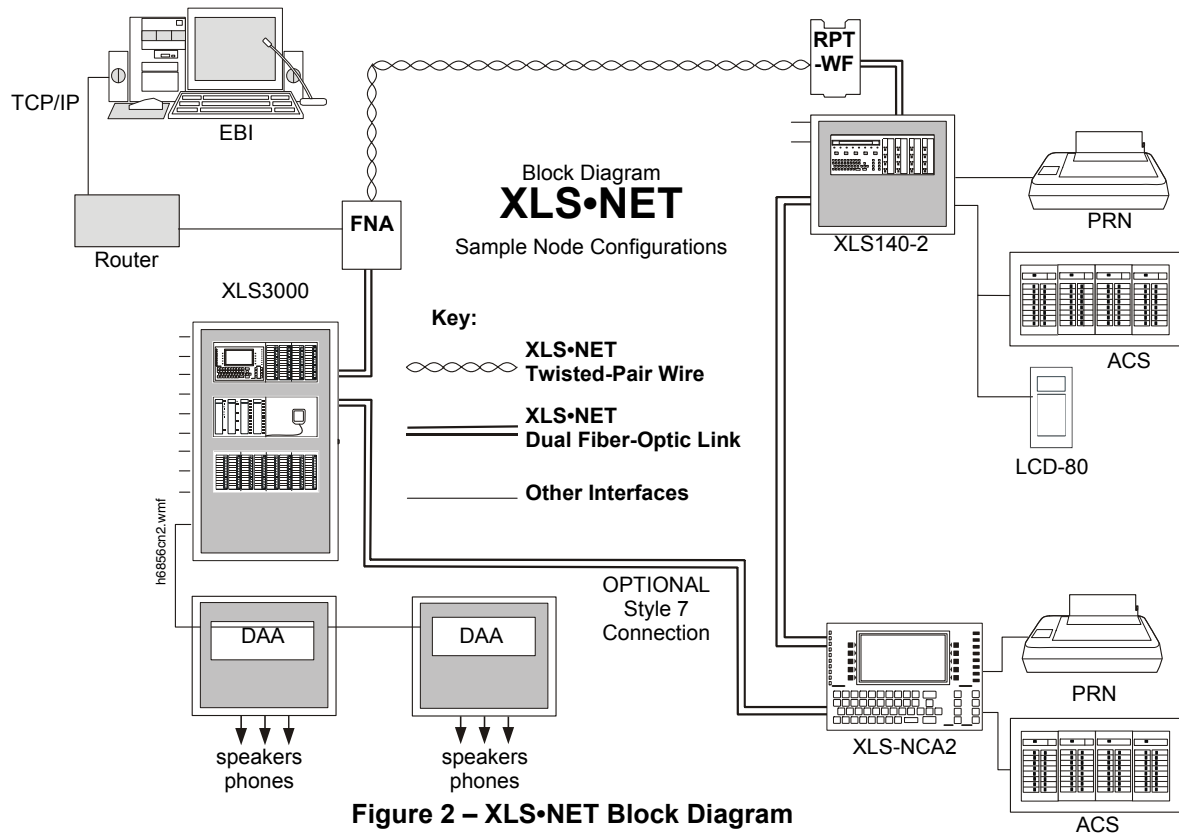 RPT
-WF
TCP/IP
EBI
Block Diagram
XLS•NET
Sample Node Configurations
FNA
Router
XLS140-2
PRN
ACS
LCD-80
XLS3000
Key:
XLS•NET
Twisted-Pair Wire
XLS•NET
Dual Fiber-Optic Link
Other Interfaces
h6856cn2.wmf
OPTIONAL
Style 7
Connection
DAA
DAA
speakers
phones
speakers
phones
XLS-NCA2
PRN
ACS
Figure 2 – XLS•NET Block Diagram